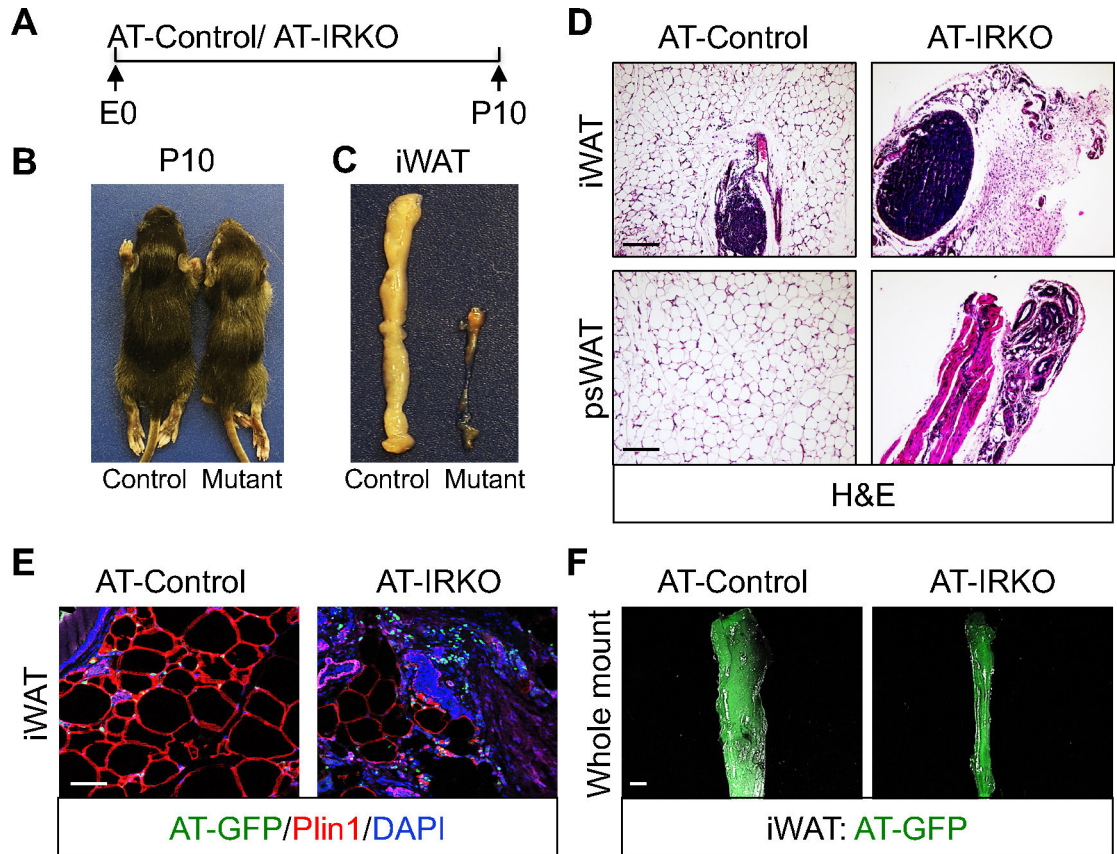 A
AT-Control/ AT-IRKO
E0 P10
B
P10
Control Mutant
C
iWAT
Control Mutant
D
AT-Control AT-IRKO
iWAT
psWAT
H&E
E
AT-Control AT-IRKO
iWAT
AT-GFP/Plin1/DAPI
F
AT-Control AT-IRKO
Whole mount
iWAT: AT-GFP